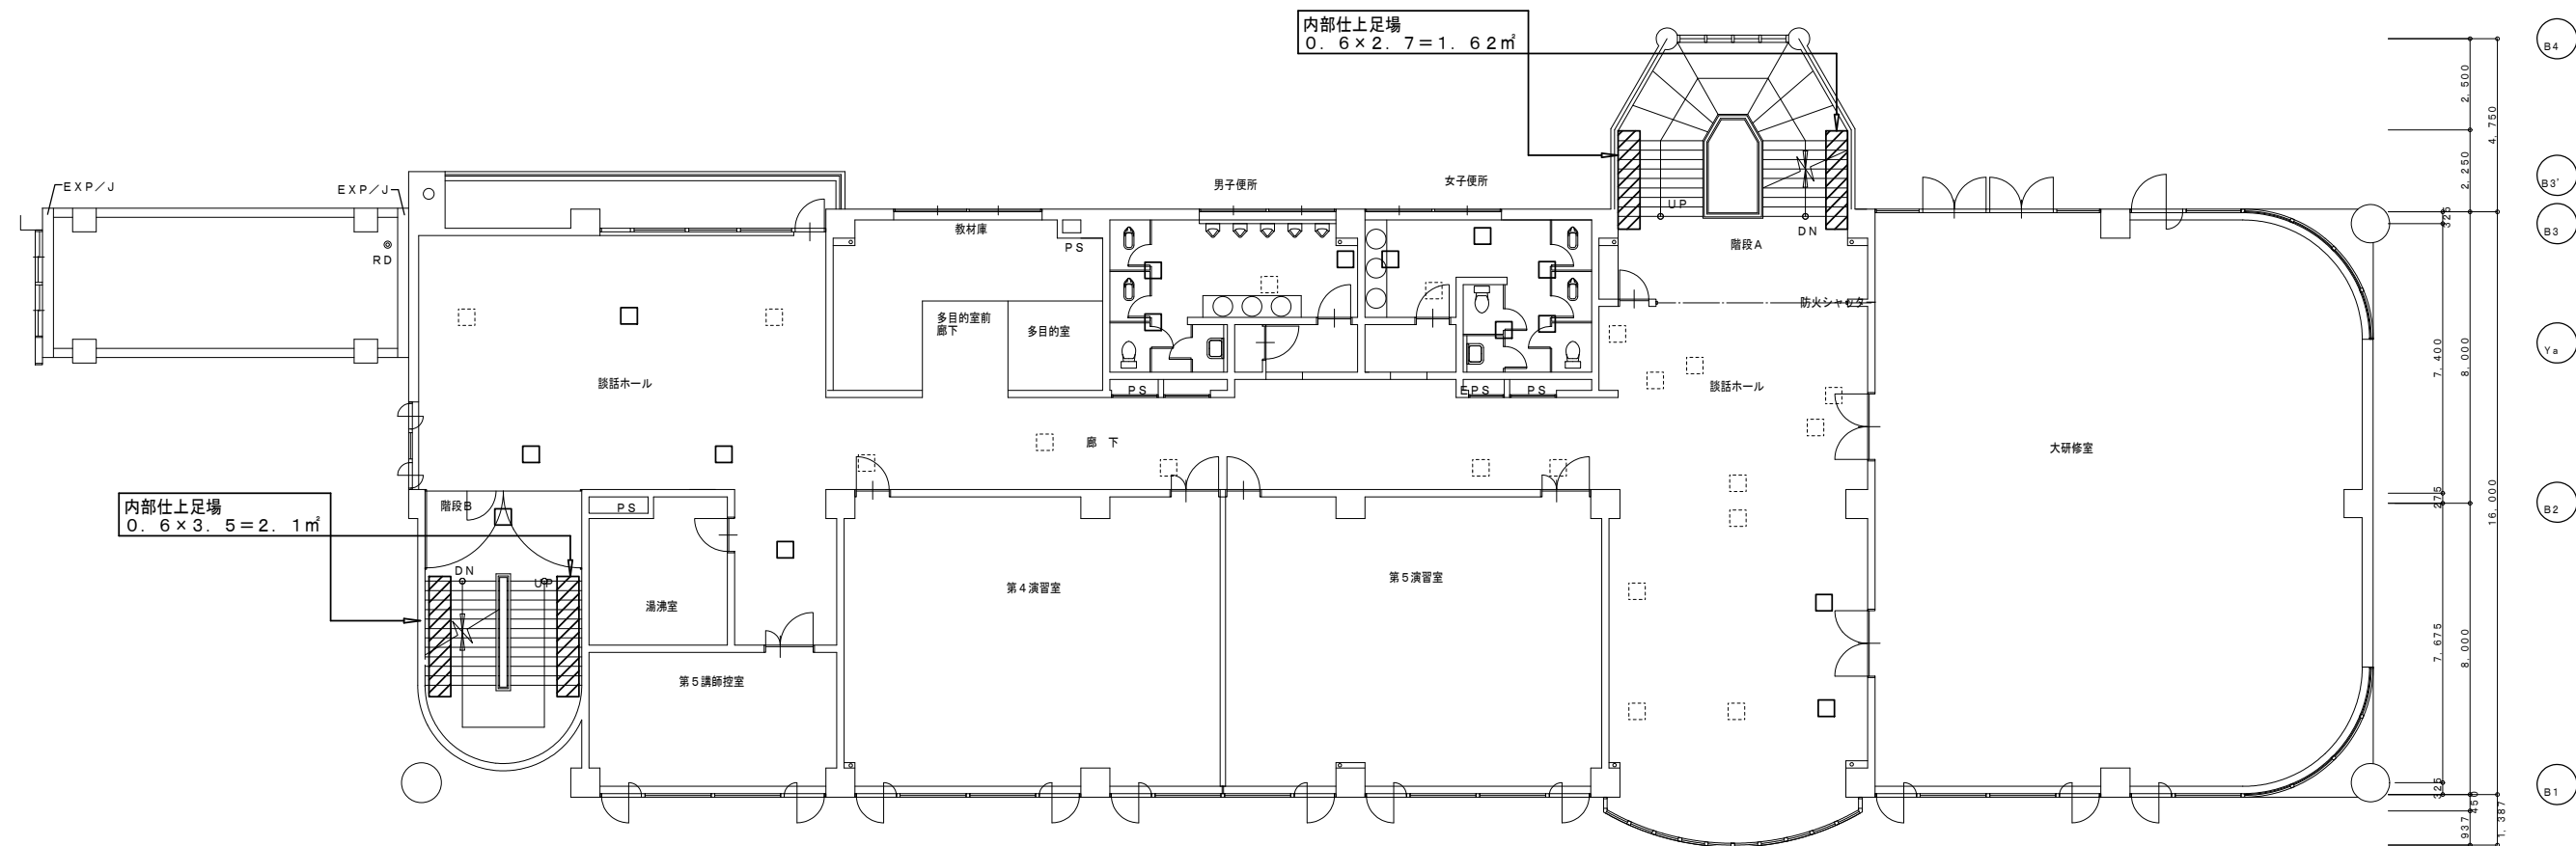 内部仕上足場
0.6×2.7=1.62㎡
B4
2,500
4,750
2,250
B3'
325
B3
EXP/J
EXP/J
RD
男子便所
女子便所
教材庫
PS
UP
DN
階段A
防火シャッター
多目的室前
廊下
多目的室
談話ホール
談話ホール
PS
EPS
PS
7,400
8,000
Ya
廊 下
大研修室
内部仕上足場
0.6×3.5=2.1㎡
階段B
PS
275
16,000
B2
DN
UP
湯沸室
第4演習室
第5演習室
7,675
8,000
第5講師控室
325
450
B1
937
1,387